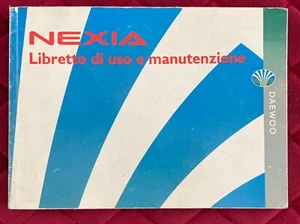 NEXIA
Libretto di uso e manutenzione
DAEWOO